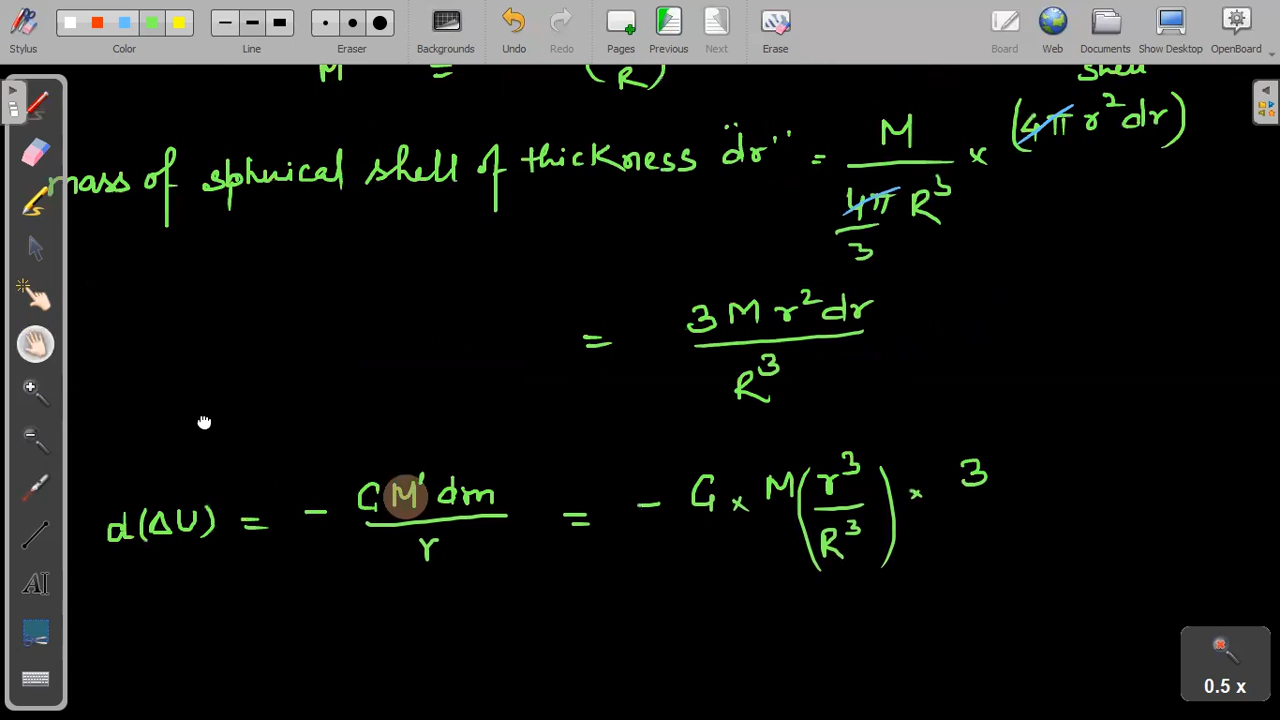 Stylus Color Line Eraser Backgrounds Undo Redo Pages Previous Next Erase Board Web Documents Show Desktop OpenBoard
M = (R)
shell
mass of spherical shell of thickness "dr" = M / (4π/3 R³) × (4π r² dr)
= 3 M r² dr / R³
d(ΔU) = - G M' dm / r = - G × M (r³/R³) × 3
0.5 x